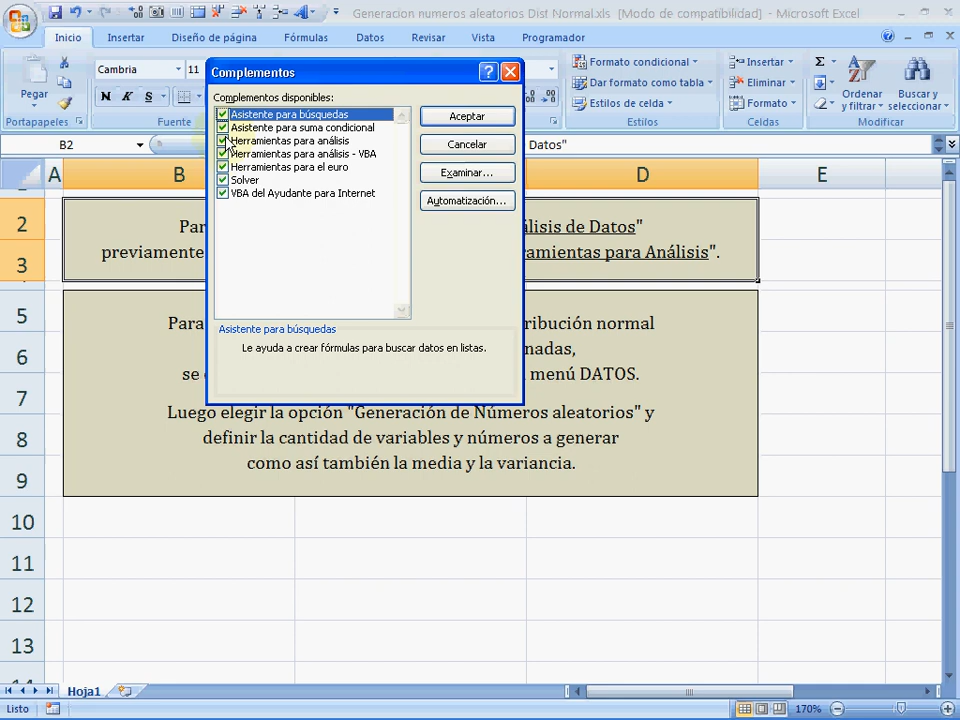 Generacion numeros aleatorios Dist Normal.xls [Modo de compatibilidad] - Microsoft Excel
Inicio Insertar Diseño de página Fórmulas Datos Revisar Vista Programador
Pegar
Portapapeles
Cambria 11
N K S
Fuente
Formato condicional
Dar formato como tabla
Estilos de celda
Estilos
Insertar
Eliminar
Formato
Celdas
Σ
Ordenar y filtrar
Buscar y seleccionar
Modificar
B2 Datos"
A B D E
Complementos
Complementos disponibles:
Asistente para búsquedas
Asistente para suma condicional
Herramientas para análisis
Herramientas para análisis - VBA
Herramientas para el euro
Solver
VBA del Ayudante para Internet
Aceptar
Cancelar
Examinar...
Automatización...
Asistente para búsquedas
Le ayuda a crear fórmulas para buscar datos en listas.
2 Par álisis de Datos"
3 previamente ramientas para Análisis".
5 Para ribución normal
6 nadas,
se menú DATOS.
7
Luego elegir la opción "Generación de Números aleatorios" y
8 definir la cantidad de variables y números a generar
9 como así también la media y la variancia.
10
11
12
13
14
Hoja1
Listo 170%